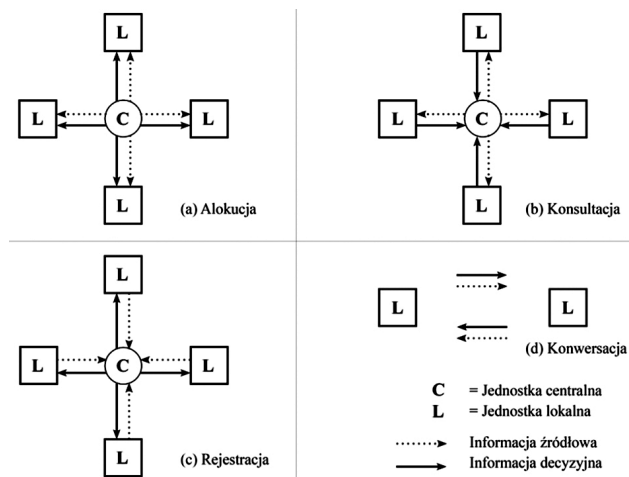 L
L
C
L
L
(a) Alokucja
L
L
C
L
L
(b) Konsultacja
L
L
C
L
L
(c) Rejestracja
L
L
(d) Konwersacja
C = Jednostka centralna
L = Jednostka lokalna
Informacja źródłowa
Informacja decyzyjna